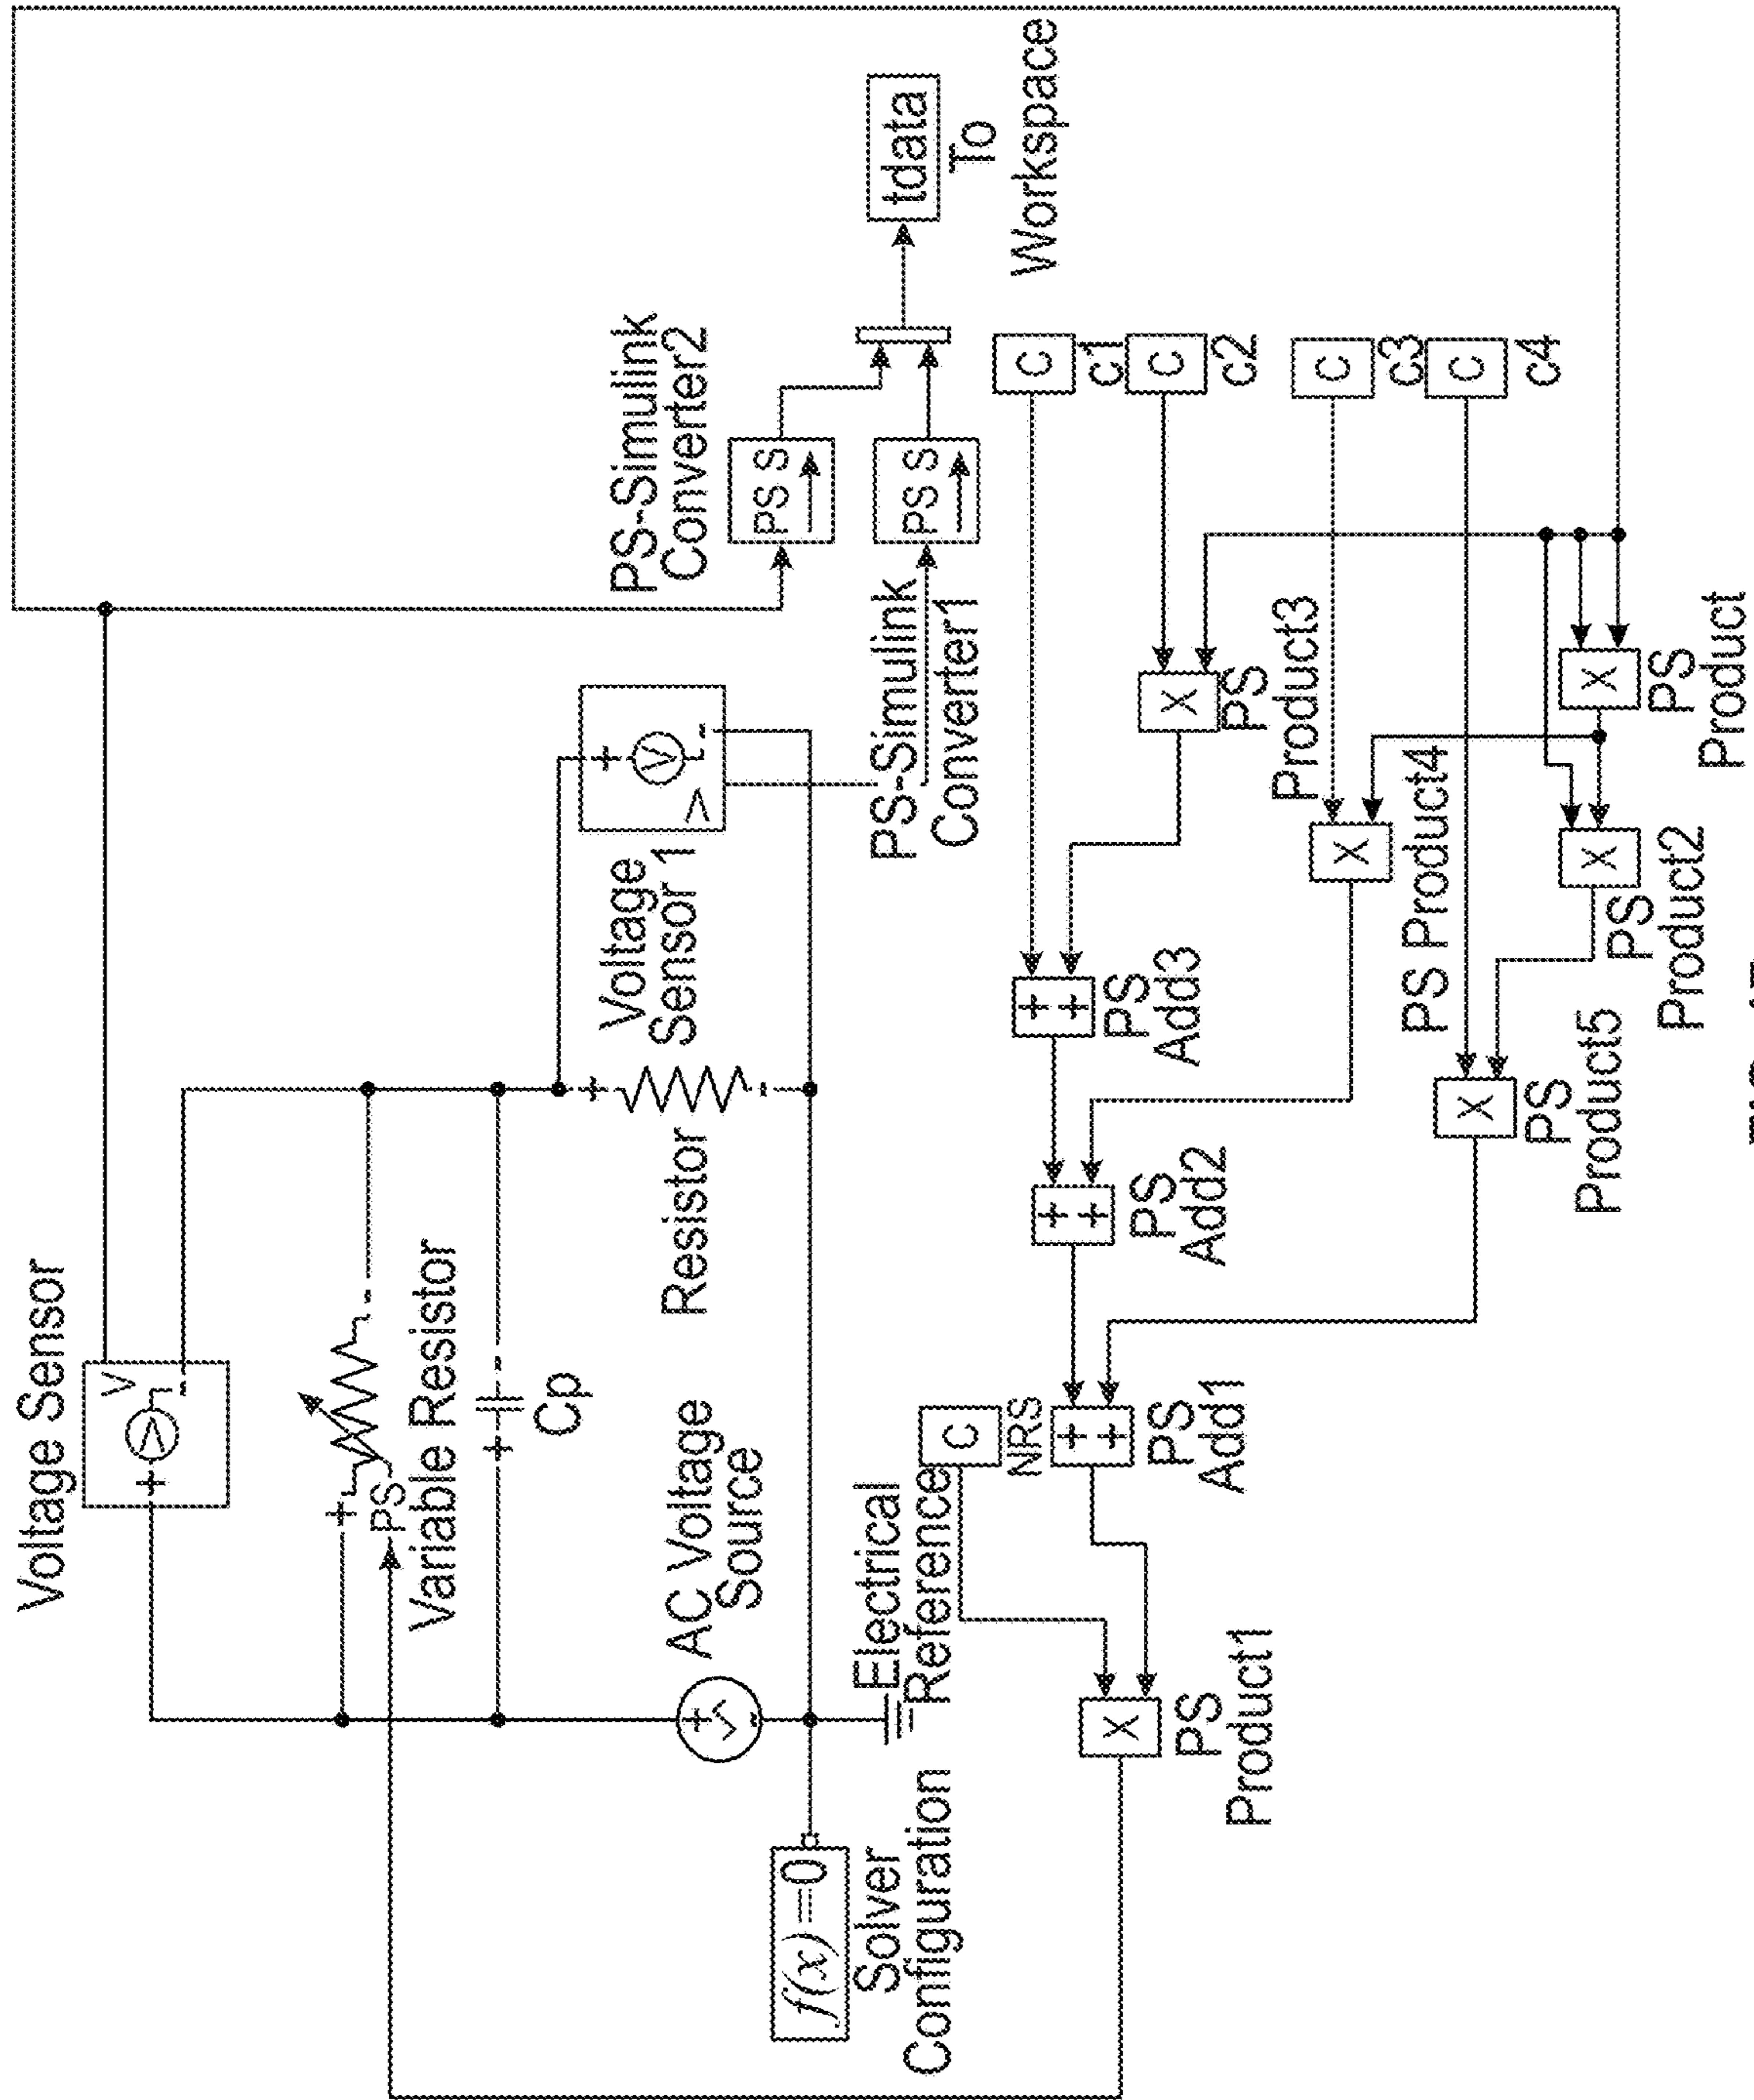 Voltage Sensor
+
V
V
-
+
PS
-
Variable Resistor
+
-
Cp
AC Voltage
Source
+
-
Resistor
+
-
Voltage
Sensor 1
+
V
V
-
PS-Simulink
Converter2
PS S
PS S
PS-Simulink
Converter1
tdata
To
Workspace
f(x)=0
Solver
Configuration
Electrical
Reference
C
NRS
C
c1
C
c2
C
c3
C
c4
X
PS
Product1
+
+
PS
Add1
+
+
PS
Add2
+
+
PS
Add3
X
PS
Product3
X
PS Product4
X
PS
Product5
X
PS
Product2
X
PS
Product